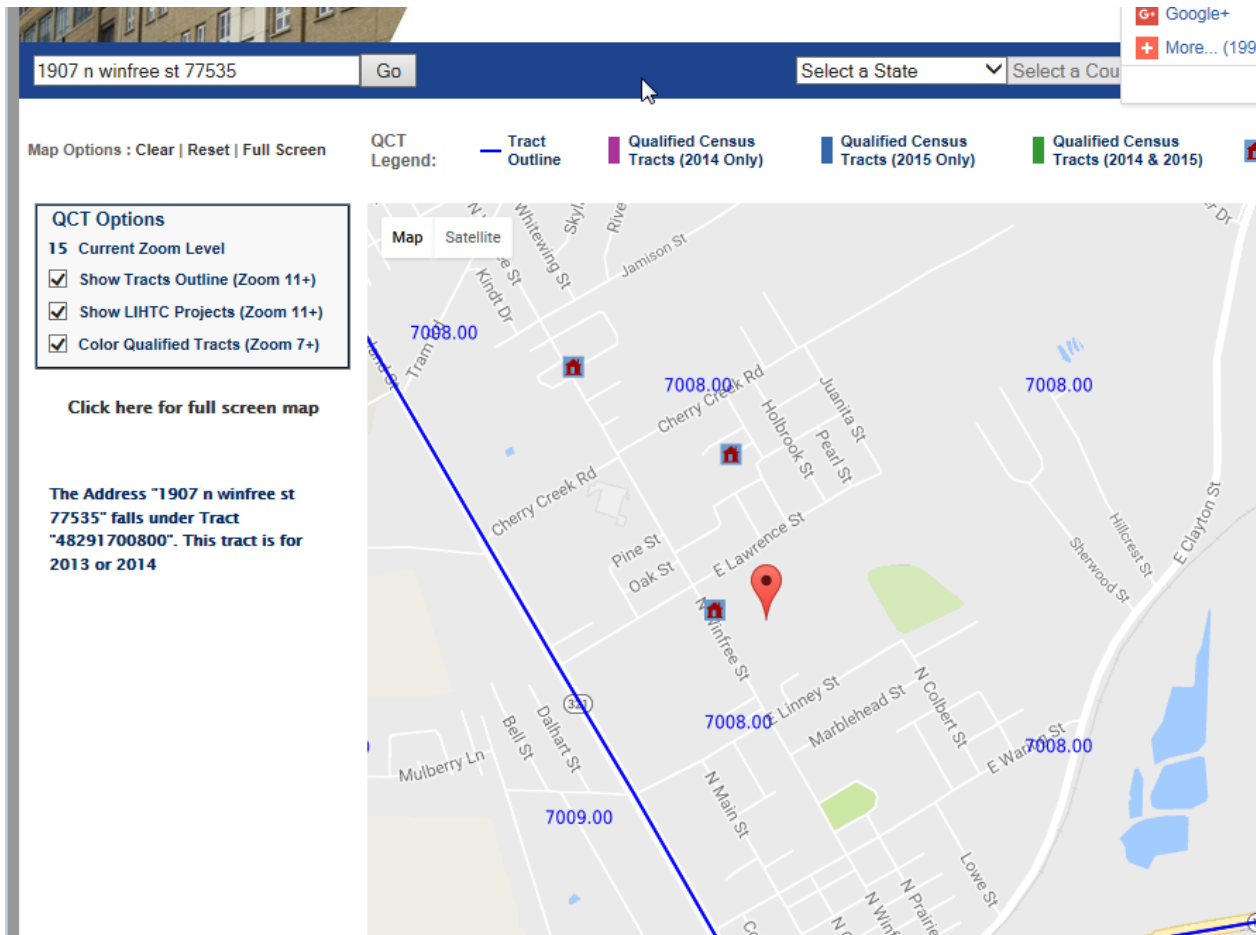 Google+
More... (199
1907 n winfree st 77535
Go
Select a State
Select a Cou
Map Options : Clear | Reset | Full Screen
QCT
Legend:
Tract
Outline
Qualified Census
Tracts (2014 Only)
Qualified Census
Tracts (2015 Only)
Qualified Census
Tracts (2014 & 2015)
QCT Options
15 Current Zoom Level
Show Tracts Outline (Zoom 11+)
Show LIHTC Projects (Zoom 11+)
Color Qualified Tracts (Zoom 7+)
Click here for full screen map
The Address "1907 n winfree st
77535" falls under Tract
"48291700800". This tract is for
2013 or 2014
Map
Satellite
Whitewing St
Jamison St
Kindt Dr
7008.00
Tram Rd
7008.00
7008.00
Cherry Creek Rd
Juanita St
Holbrook St
Pearl St
Cherry Creek Rd
E Lawrence St
Pine St
Oak St
Hillcrest St
Sherwood St
E Clayton St
N Winfree St
321
Bell St
Dalhart St
Mulberry Ln
7008.00
E Linney St
Marblehead St
N Colbert St
E Warren St
7008.00
7009.00
N Main St
Lowe St
N Prairie
N Winf